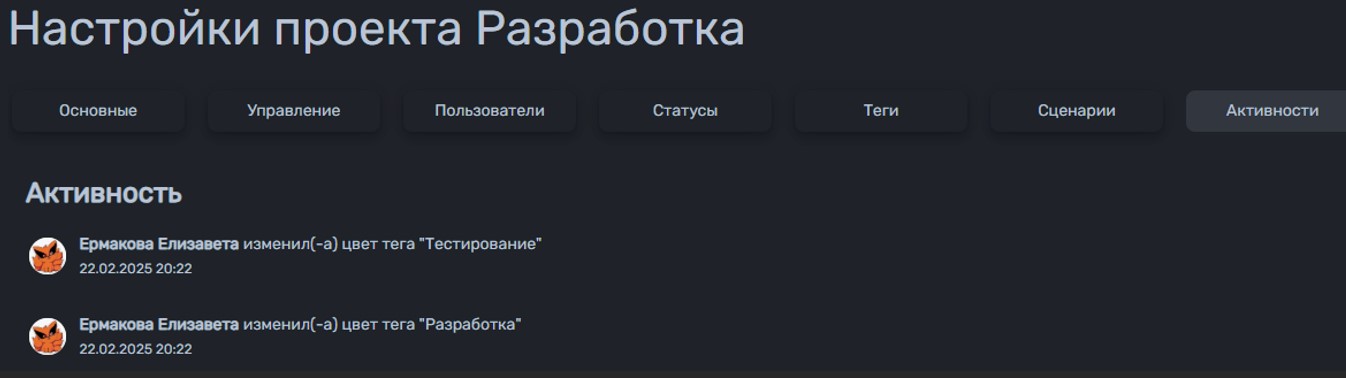 Настройки проекта Разработка
Основные Управление Пользователи Статусы Теги Сценарии Активности
Активность
Ермакова Елизавета изменил(-а) цвет тега "Тестирование"
22.02.2025 20:22
Ермакова Елизавета изменил(-а) цвет тега "Разработка"
22.02.2025 20:22